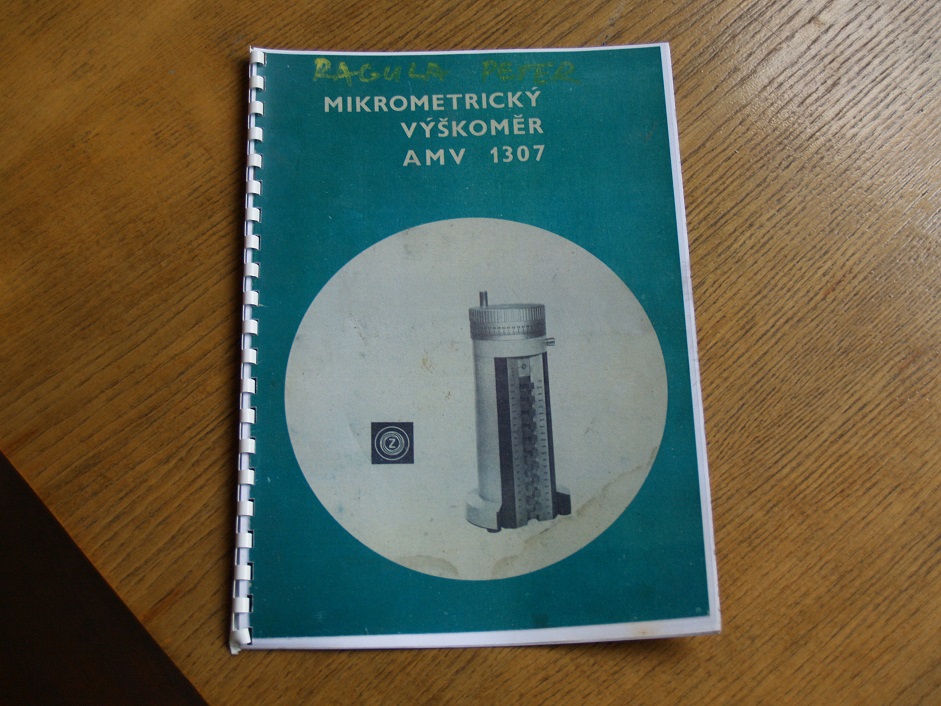 RAGULA PETER
MIKROMETRICKÝ
VÝŠKOMĚR
AMV 1307
Z